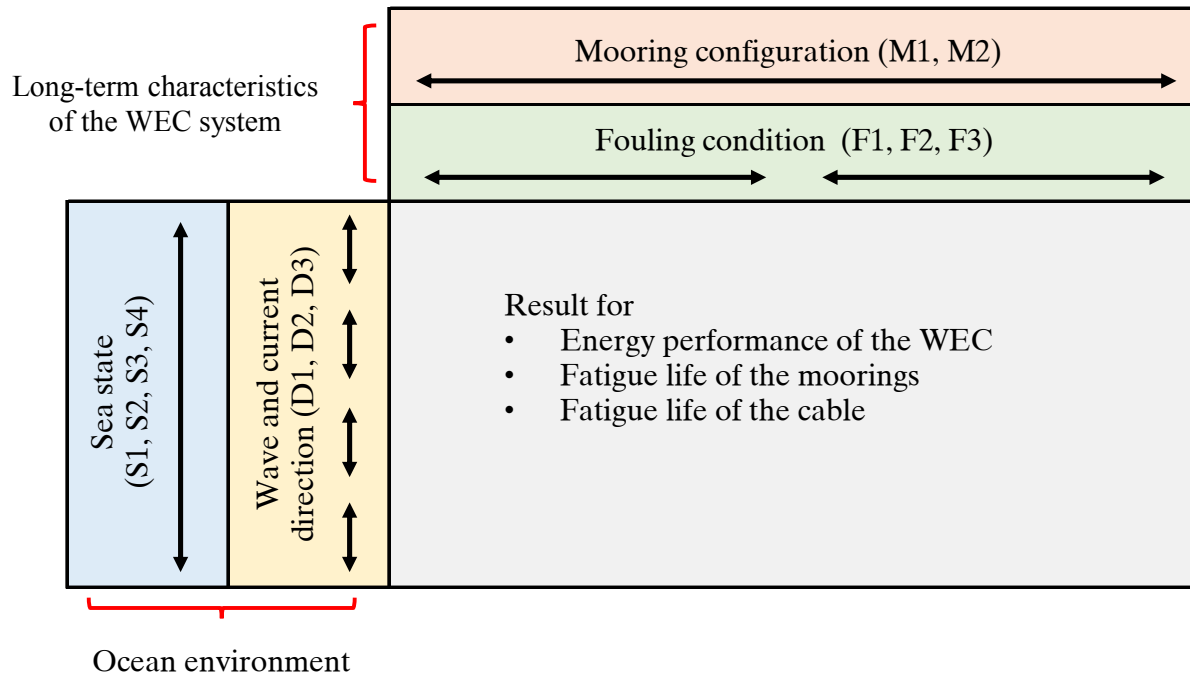 Mooring configuration (M1, M2)
Long-term characteristics
of the WEC system
Fouling condition (F1, F2, F3)
Sea state
(S1, S2, S3, S4)
Wave and current
direction (D1, D2, D3)
Result for
• Energy performance of the WEC
• Fatigue life of the moorings
• Fatigue life of the cable
Ocean environment